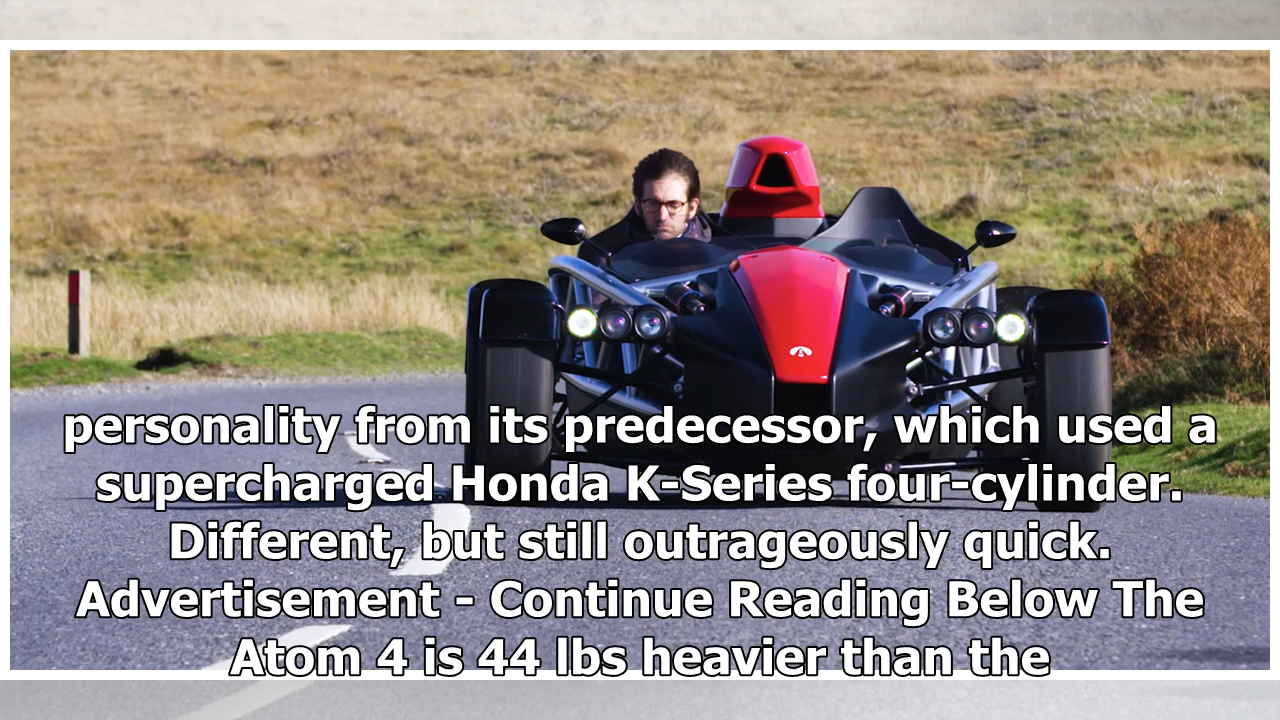 personality from its predecessor, which used a
supercharged Honda K-Series four-cylinder.
Different, but still outrageously quick.
Advertisement - Continue Reading Below The
Atom 4 is 44 lbs heavier than the